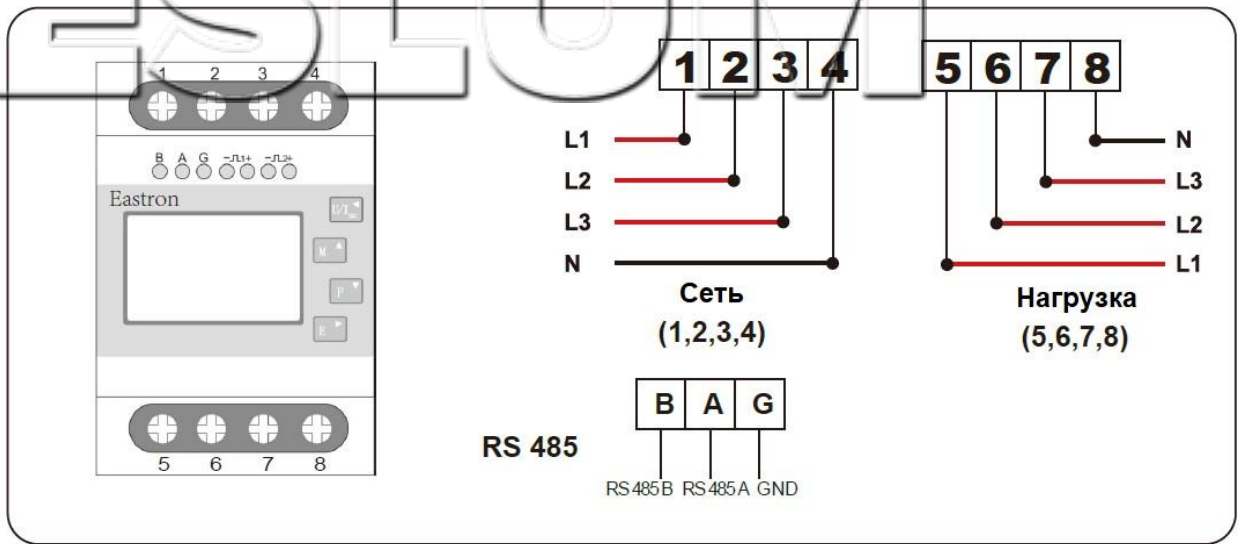 1 2 3 4
B A G -⎍1+ -⎍2+
Eastron
U/I
M
P
E
5 6 7 8
1 2 3 4
L1
L2
L3
N
Сеть
(1,2,3,4)
5 6 7 8
N
L3
L2
L1
Нагрузка
(5,6,7,8)
RS 485
B A G
RS485B RS485A GND